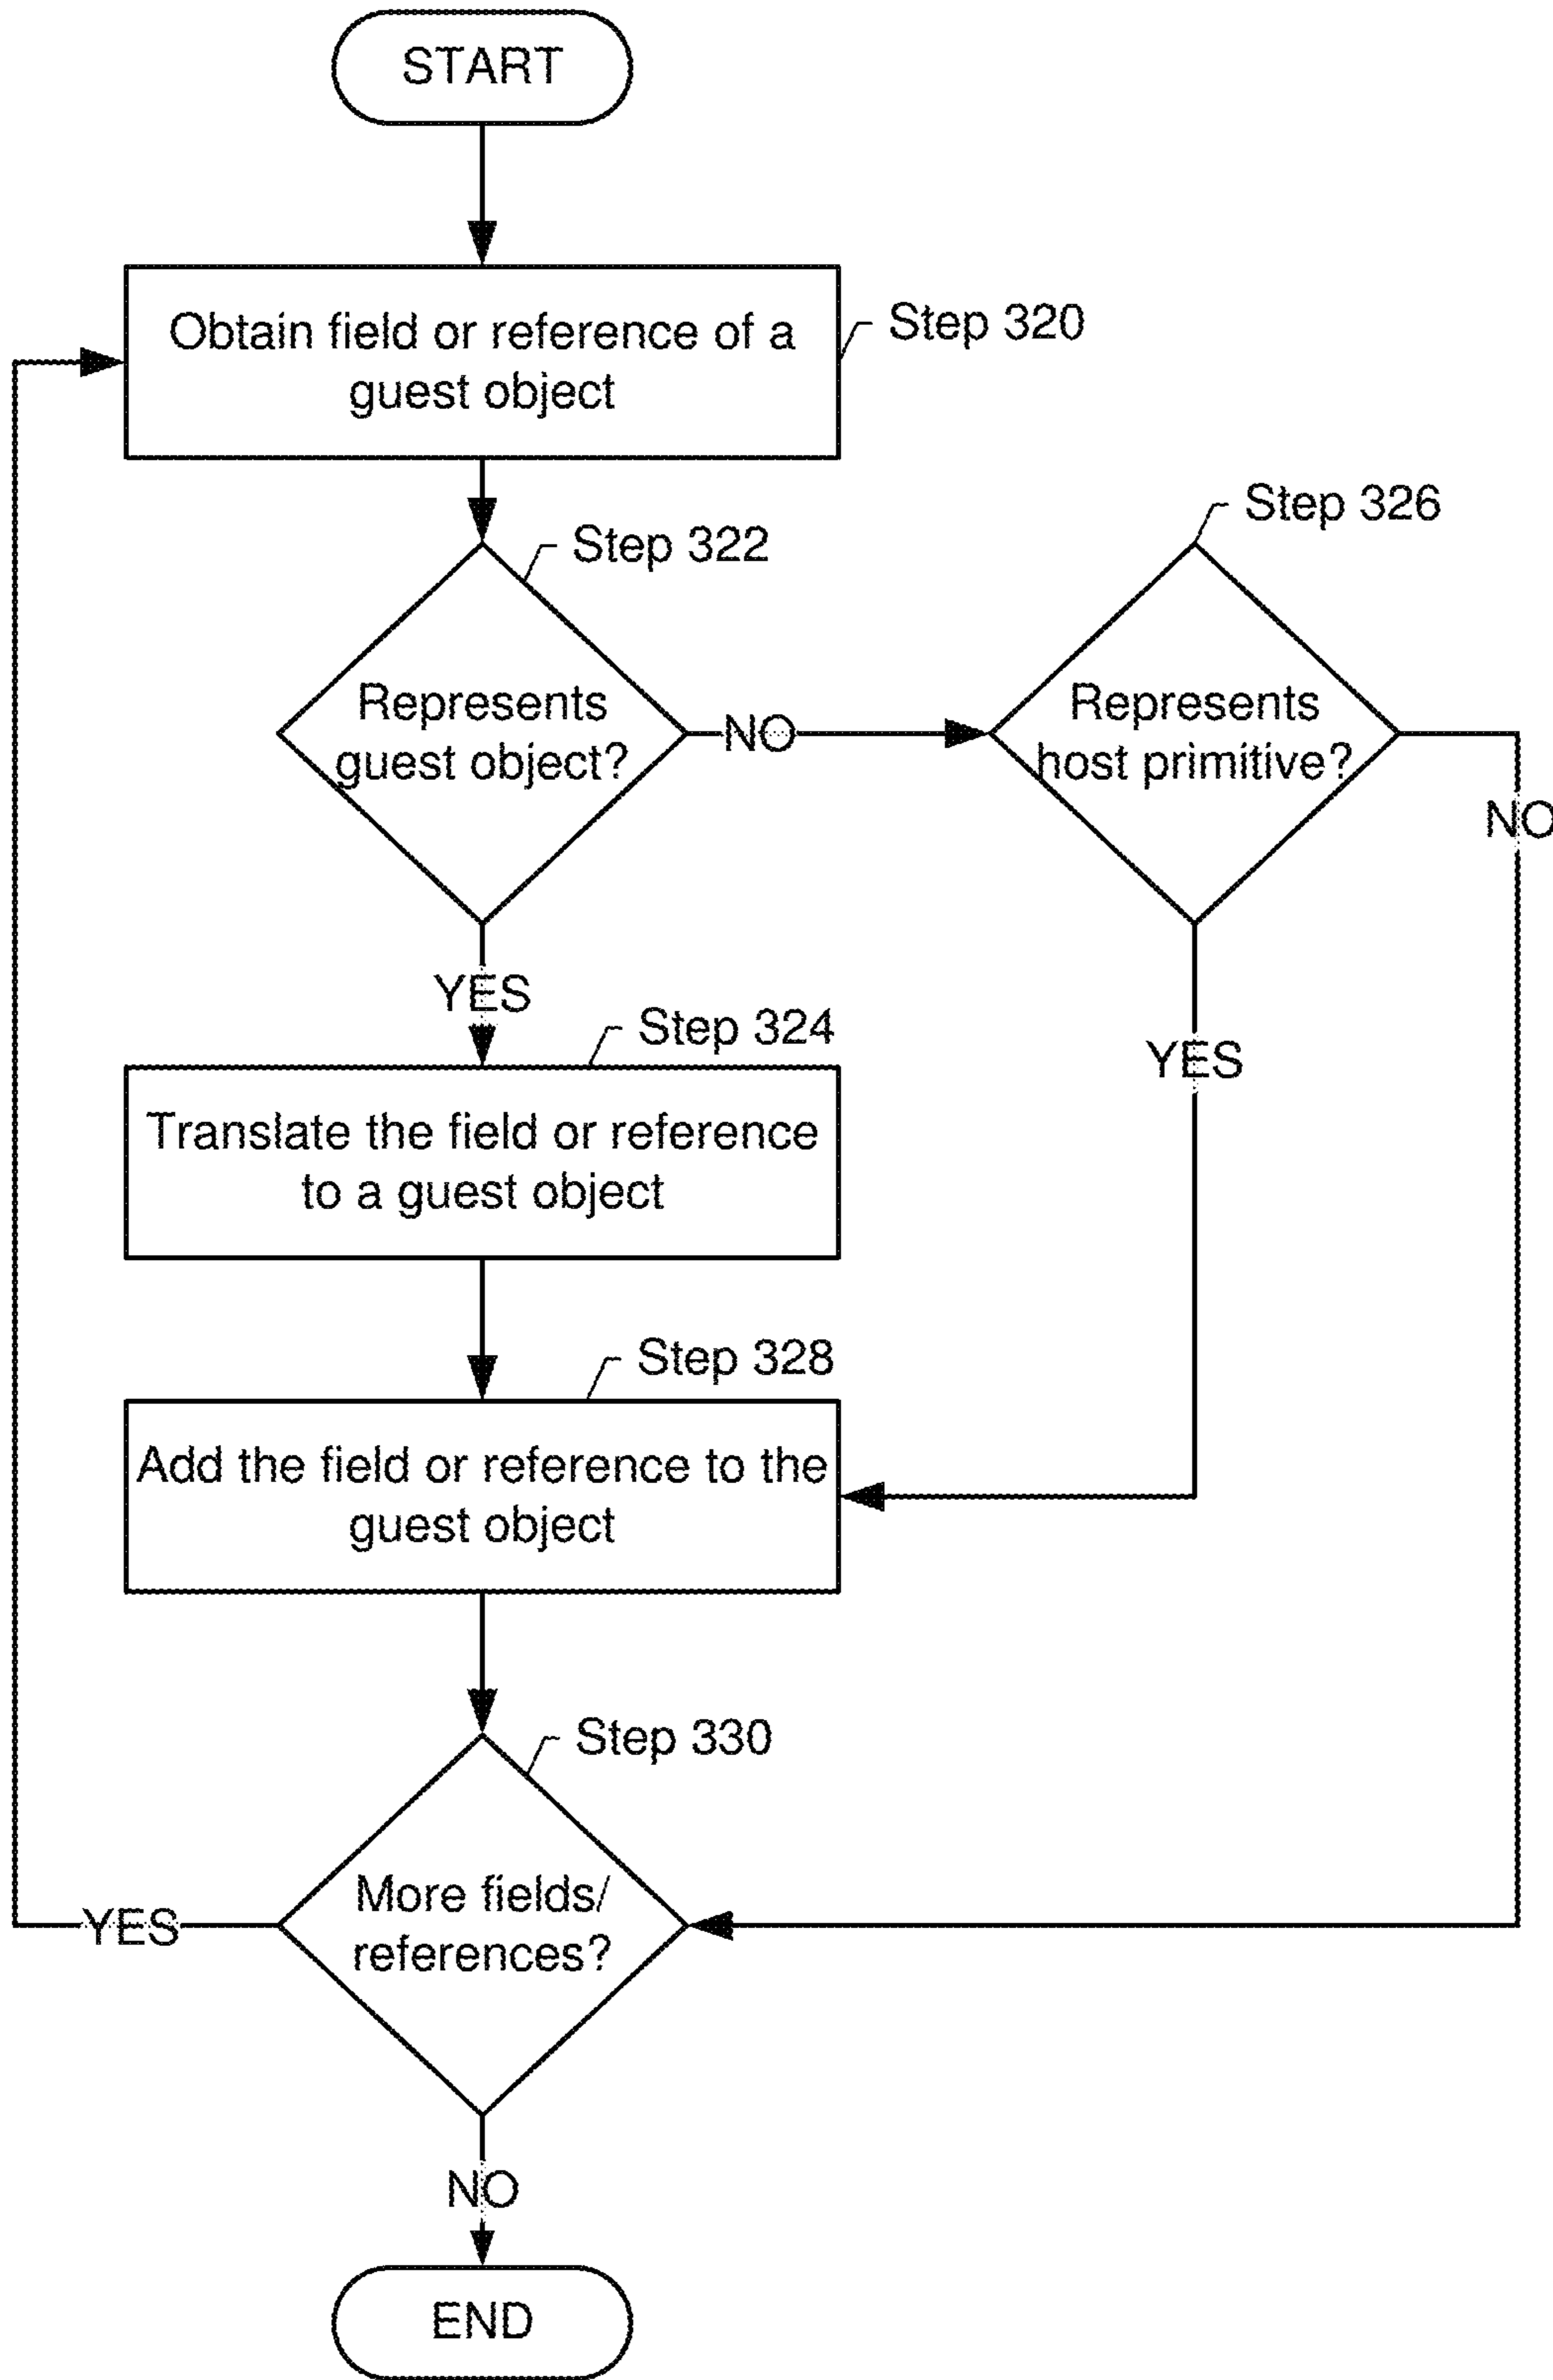 START
Obtain field or reference of a
guest object
Step 320
Step 322
Step 326
Represents
guest object?
NO
Represents
host primitive?
NO
YES
YES
Step 324
Translate the field or reference
to a guest object
Step 328
Add the field or reference to the
guest object
Step 330
More fields/
references?
YES
NO
END